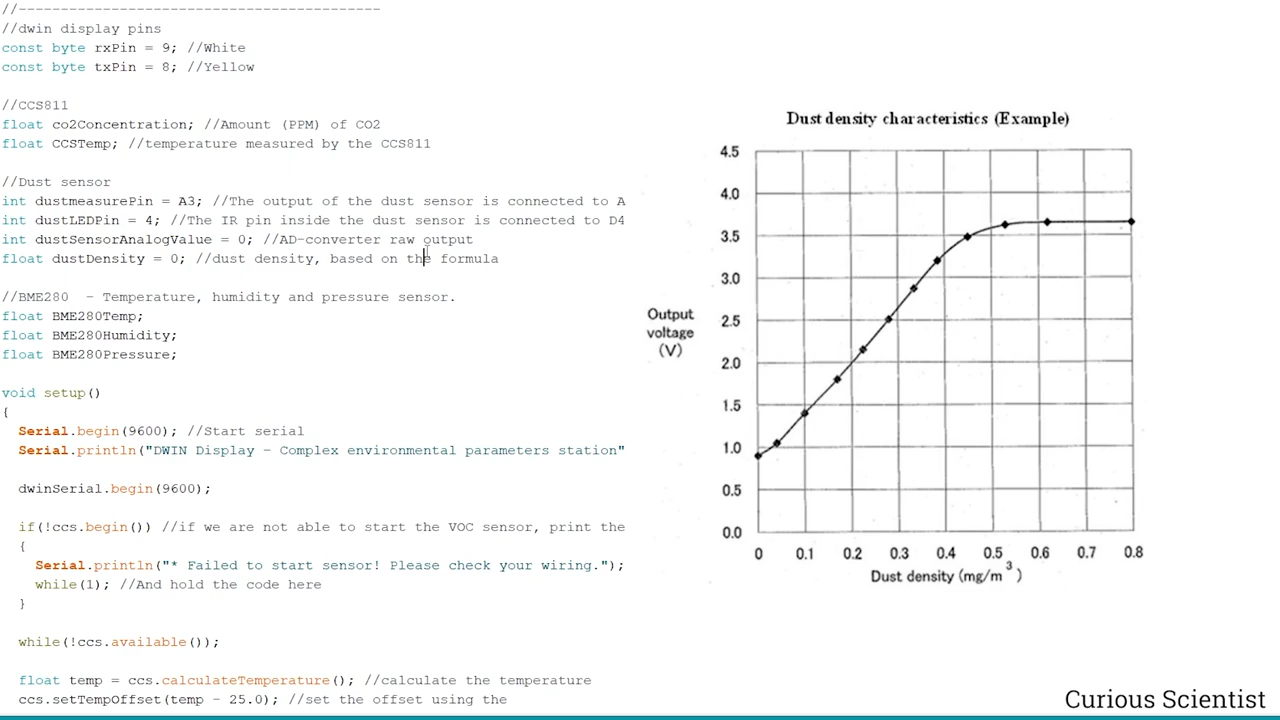 //-------------------------------------------
//dwin display pins
const byte rxPin = 9; //White
const byte txPin = 8; //Yellow
//CCS811
float co2Concentration; //Amount (PPM) of CO2
float CCSTemp; //temperature measured by the CCS811
//Dust sensor
int dustmeasurePin = A3; //The output of the dust sensor is connected to A
int dustLEDPin = 4; //The IR pin inside the dust sensor is connected to D4
int dustSensorAnalogValue = 0; //AD-converter raw output
float dustDensity = 0; //dust density, based on the formula
//BME280  - Temperature, humidity and pressure sensor.
float BME280Temp;
float BME280Humidity;
float BME280Pressure;
void setup()
{
  Serial.begin(9600); //Start serial
  Serial.println("DWIN Display - Complex environmental parameters station"
  dwinSerial.begin(9600);
  if(!ccs.begin()) //if we are not able to start the VOC sensor, print the
  {
    Serial.println("* Failed to start sensor! Please check your wiring.");
    while(1); //And hold the code here
  }
  while(!ccs.available());
  float temp = ccs.calculateTemperature(); //calculate the temperature
  ccs.setTempOffset(temp - 25.0); //set the offset using the
Dust density characteristics (Example)
4.5
4.0
3.5
3.0
2.5
2.0
1.5
1.0
0.5
0.0
Output
voltage
(V)
0 0.1 0.2 0.3 0.4 0.5 0.6 0.7 0.8
Dust density (mg/m³)
Curious Scientist